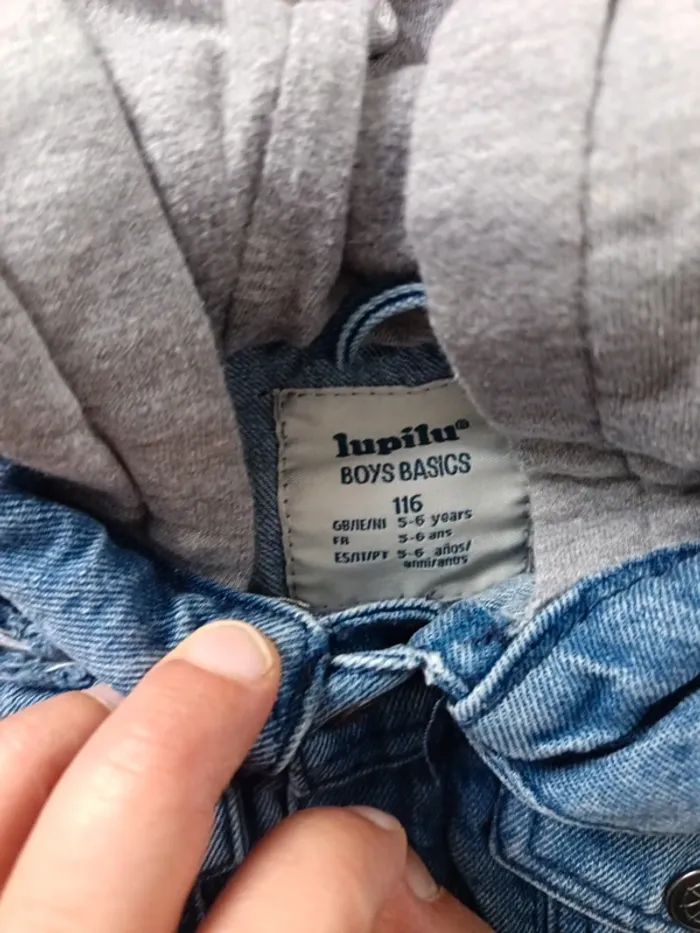 lupilu®
BOYS BASICS
116
GB/IE/NI 5-6 years
FR 5-6 ans
ES/IT/PT 5-6 años/
anni/anos